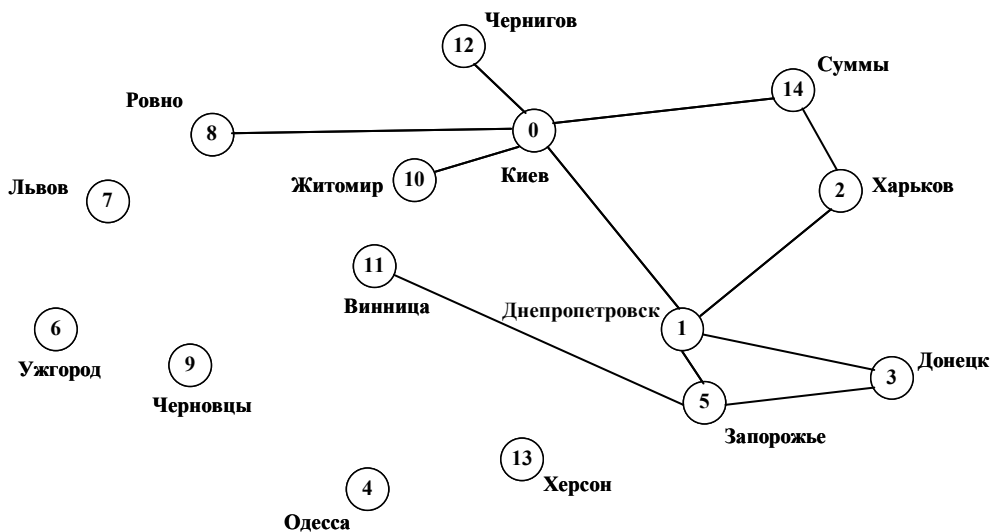 Чернигов
12
Суммы
14
Ровно
8
0
Киев
Житомир
10
Львов
7
2
Харьков
11
Винница
Днепропетровск
1
6
Ужгород
9
Черновцы
3
Донецк
5
Запорожье
13
Херсон
4
Одесса